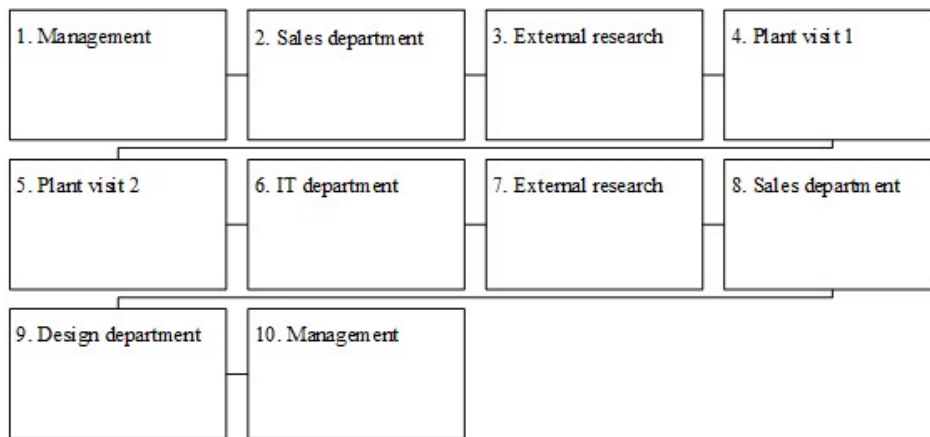 1. Management
2. Sales department
3. External research
4. Plant visit 1
5. Plant visit 2
6. IT department
7. External research
8. Sales department
9. Design department
10. Management